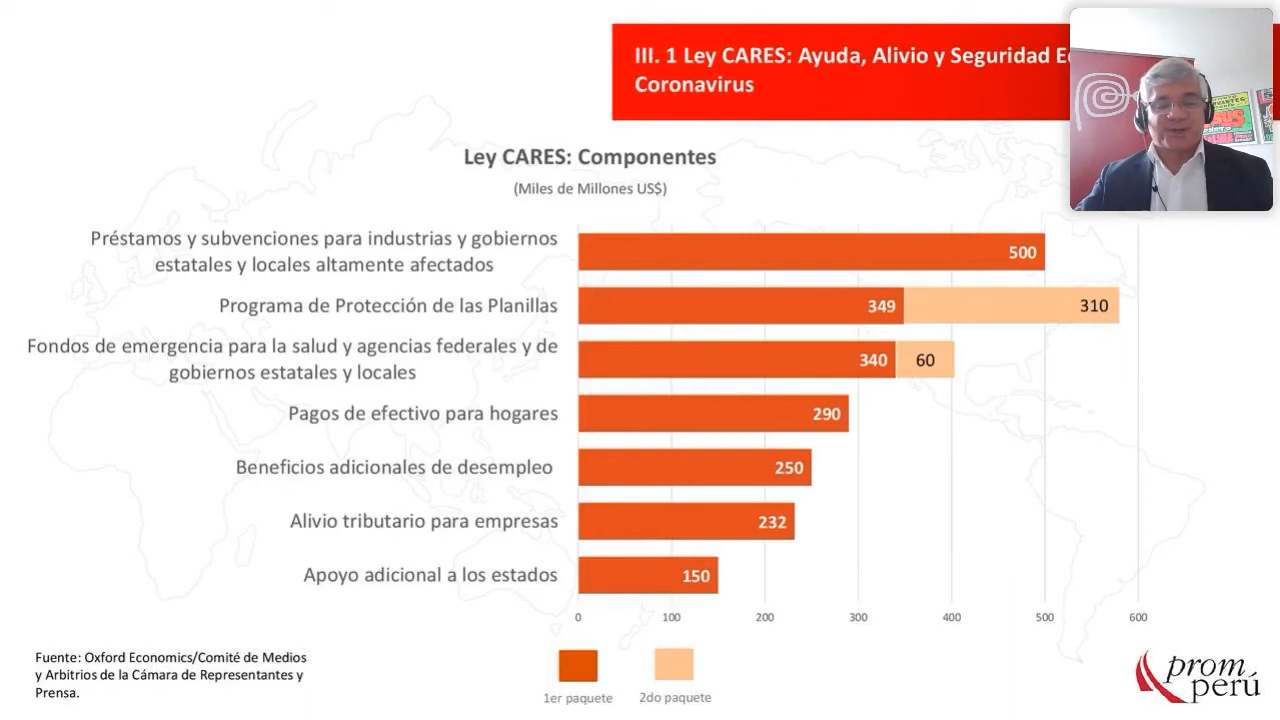 III. 1 Ley CARES: Ayuda, Alivio y Seguridad
Coronavirus
Ley CARES: Componentes
(Miles de Millones US$)
Préstamos y subvenciones para industrias y gobiernos
estatales y locales altamente afectados
500
Programa de Protección de las Planillas
349
310
Fondos de emergencia para la salud y agencias federales y de
gobiernos estatales y locales
340
60
Pagos de efectivo para hogares
290
Beneficios adicionales de desempleo
250
Alivio tributario para empresas
232
Apoyo adicional a los estados
150
0 100 200 300 400 500 600
1er paquete
2do paquete
Fuente: Oxford Economics/Comité de Medios
y Arbitrios de la Cámara de Representantes y
Prensa.
prom
perú